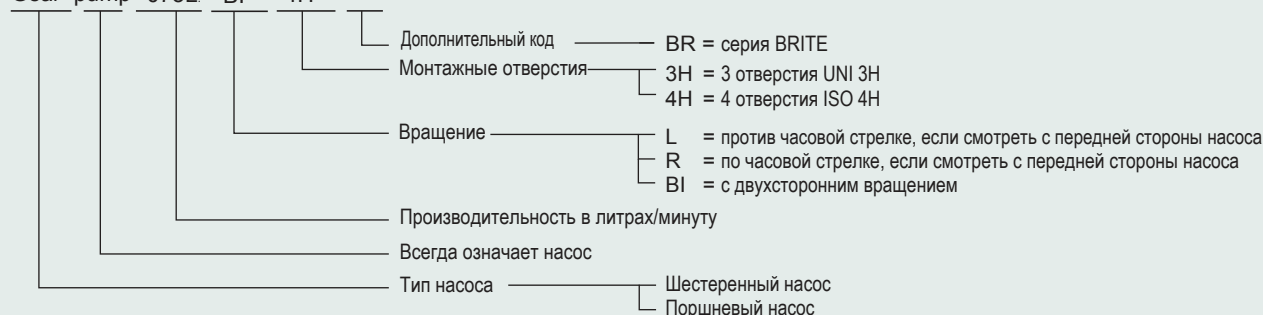 Дополнительный код BR = серия BRITE
Монтажные отверстия 3H = 3 отверстия UNI 3H
4H = 4 отверстия ISO 4H
Вращение L = против часовой стрелке, если смотреть с передней стороны насоса
R = по часовой стрелке, если смотреть с передней стороны насоса
BI = с двухсторонним вращением
Производительность в литрах/минуту
Всегда означает насос
Тип насоса Шестеренный насос
Поршневый насос